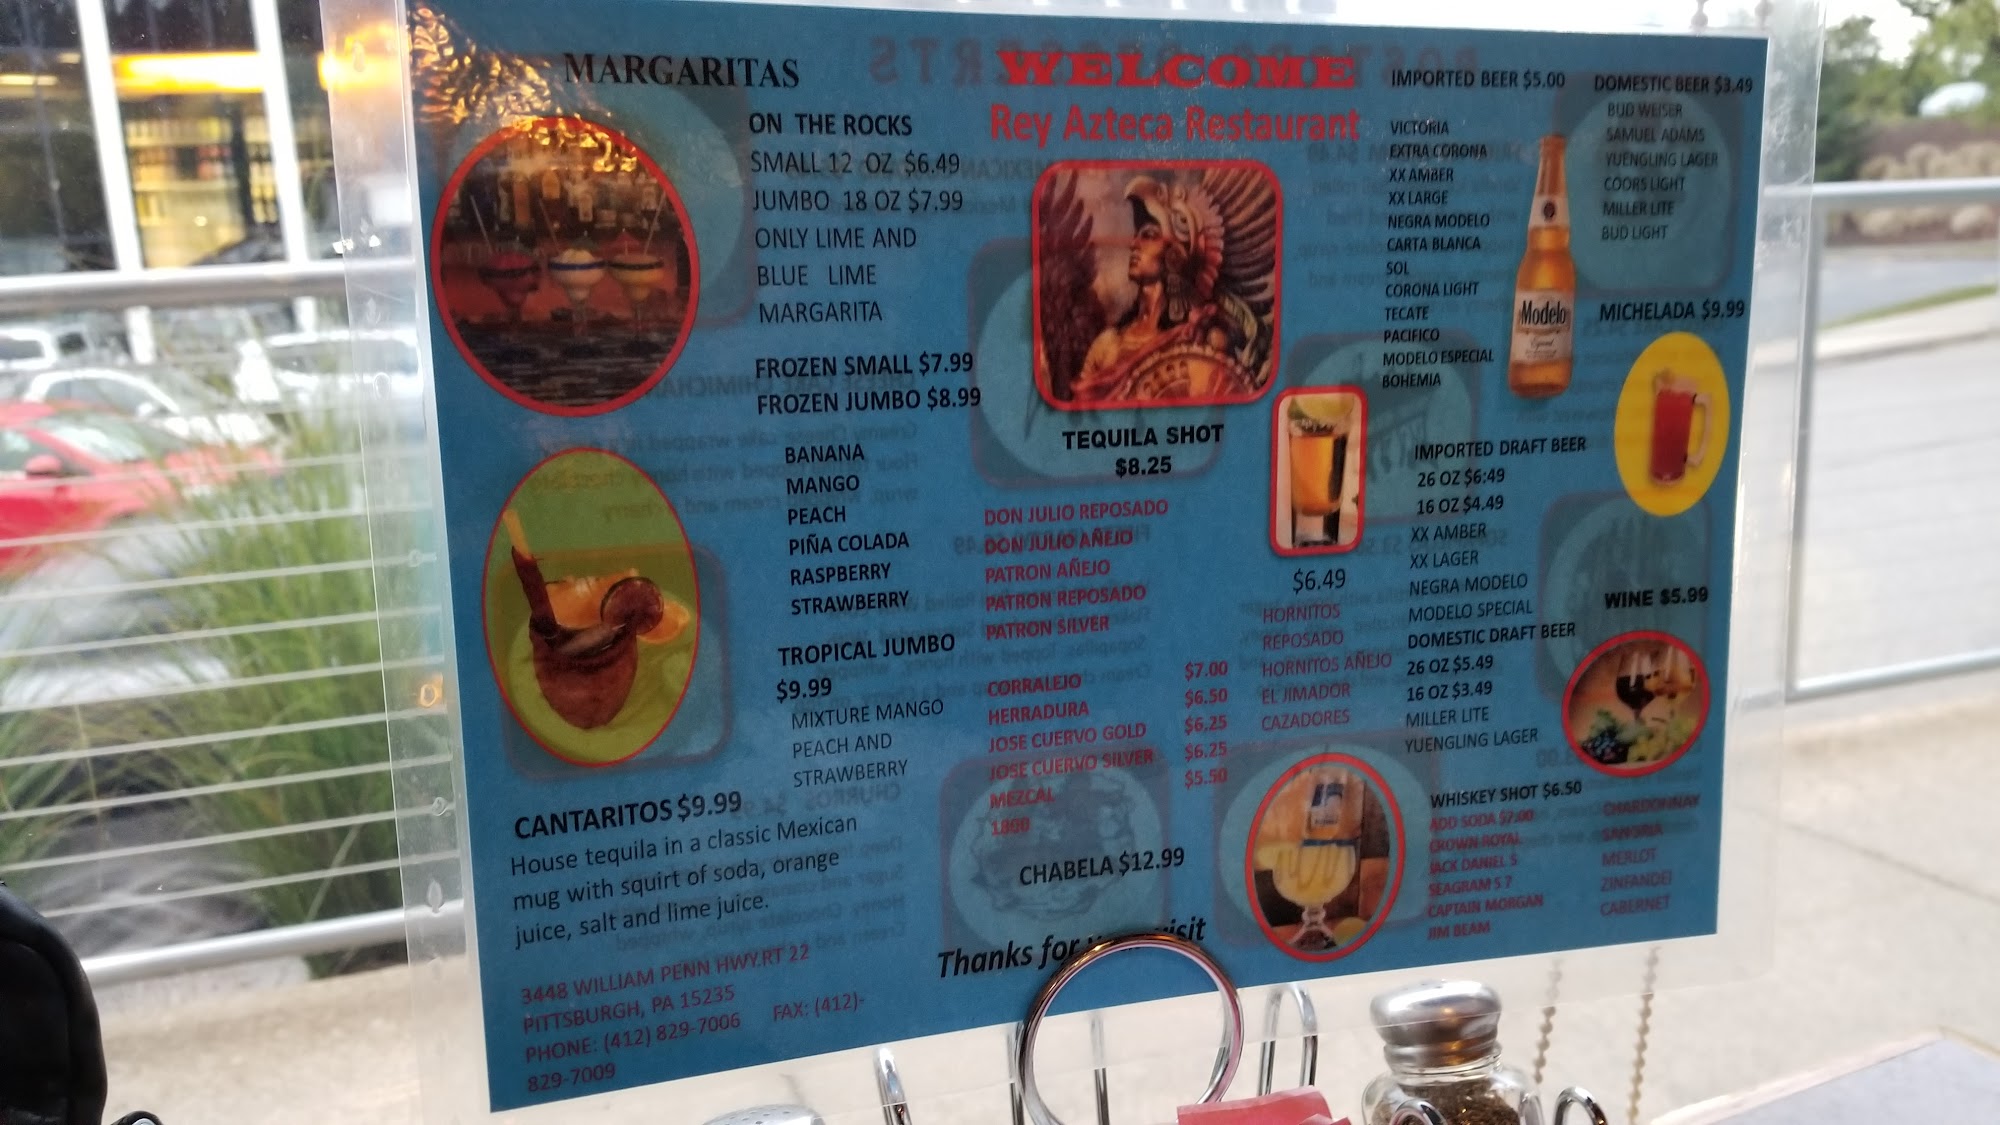 MARGARITAS
ON THE ROCKS
SMALL 12 OZ $6.49
JUMBO 18 OZ $7.99
ONLY LIME AND
BLUE LIME
MARGARITA
FROZEN SMALL $7.99
FROZEN JUMBO $8.99
BANANA
MANGO
PEACH
PIÑA COLADA
RASPBERRY
STRAWBERRY
TROPICAL JUMBO
$9.99
MIXTURE MANGO
PEACH AND
STRAWBERRY
CANTARITOS $9.99
House tequila in a classic Mexican
mug with squirt of soda, orange
juice, salt and lime juice.
3448 WILLIAM PENN HWY.RT 22
PITTSBURGH, PA 15235
PHONE: (412) 829-7006 FAX: (412)-
829-7009
WELCOME
Rey Azteca Restaurant
TEQUILA SHOT
$8.25
DON JULIO REPOSADO
DON JULIO AÑEJO
PATRON AÑEJO
PATRON REPOSADO
PATRON SILVER
CORRALEJO $7.00
HERRADURA $6.50
JOSE CUERVO GOLD $6,25
JOSE CUERVO SILVER $6.25
MEZCAL $5.50
1800
CHABELA $12.99
Thanks for your visit
$6.49
HORNITOS
REPOSADO
HORNITOS AÑEJO
EL JIMADOR
CAZADORES
IMPORTED BEER $5.00
VICTORIA
EXTRA CORONA
XX AMBER
XX LARGE
NEGRA MODELO
CARTA BLANCA
SOL
CORONA LIGHT
TECATE
PACIFICO
MODELO ESPECIAL
BOHEMIA
Modelo
IMPORTED DRAFT BEER
26 OZ $6:49
16 OZ $4.49
XX AMBER
XX LAGER
NEGRA MODELO
MODELO SPECIAL
DOMESTIC DRAFT BEER
26 OZ $5.49
16 OZ $3.49
MILLER LITE
YUENGLING LAGER
WHISKEY SHOT $6.50
ADD SODA $7:00
CROWN ROYAL
JACK DANIEL S
SEAGRAM S 7
CAPTAIN MORGAN
JIM BEAM
DOMESTIC BEER $3.49
BUD WEISER
SAMUEL ADAMS
YUENGLING LAGER
COORS LIGHT
MILLER LITE
BUD LIGHT
MICHELADA $9.99
WINE $5.99
CHARDONNAY
SANGRIA
MERLOT
ZINFANDEL
CABERNET